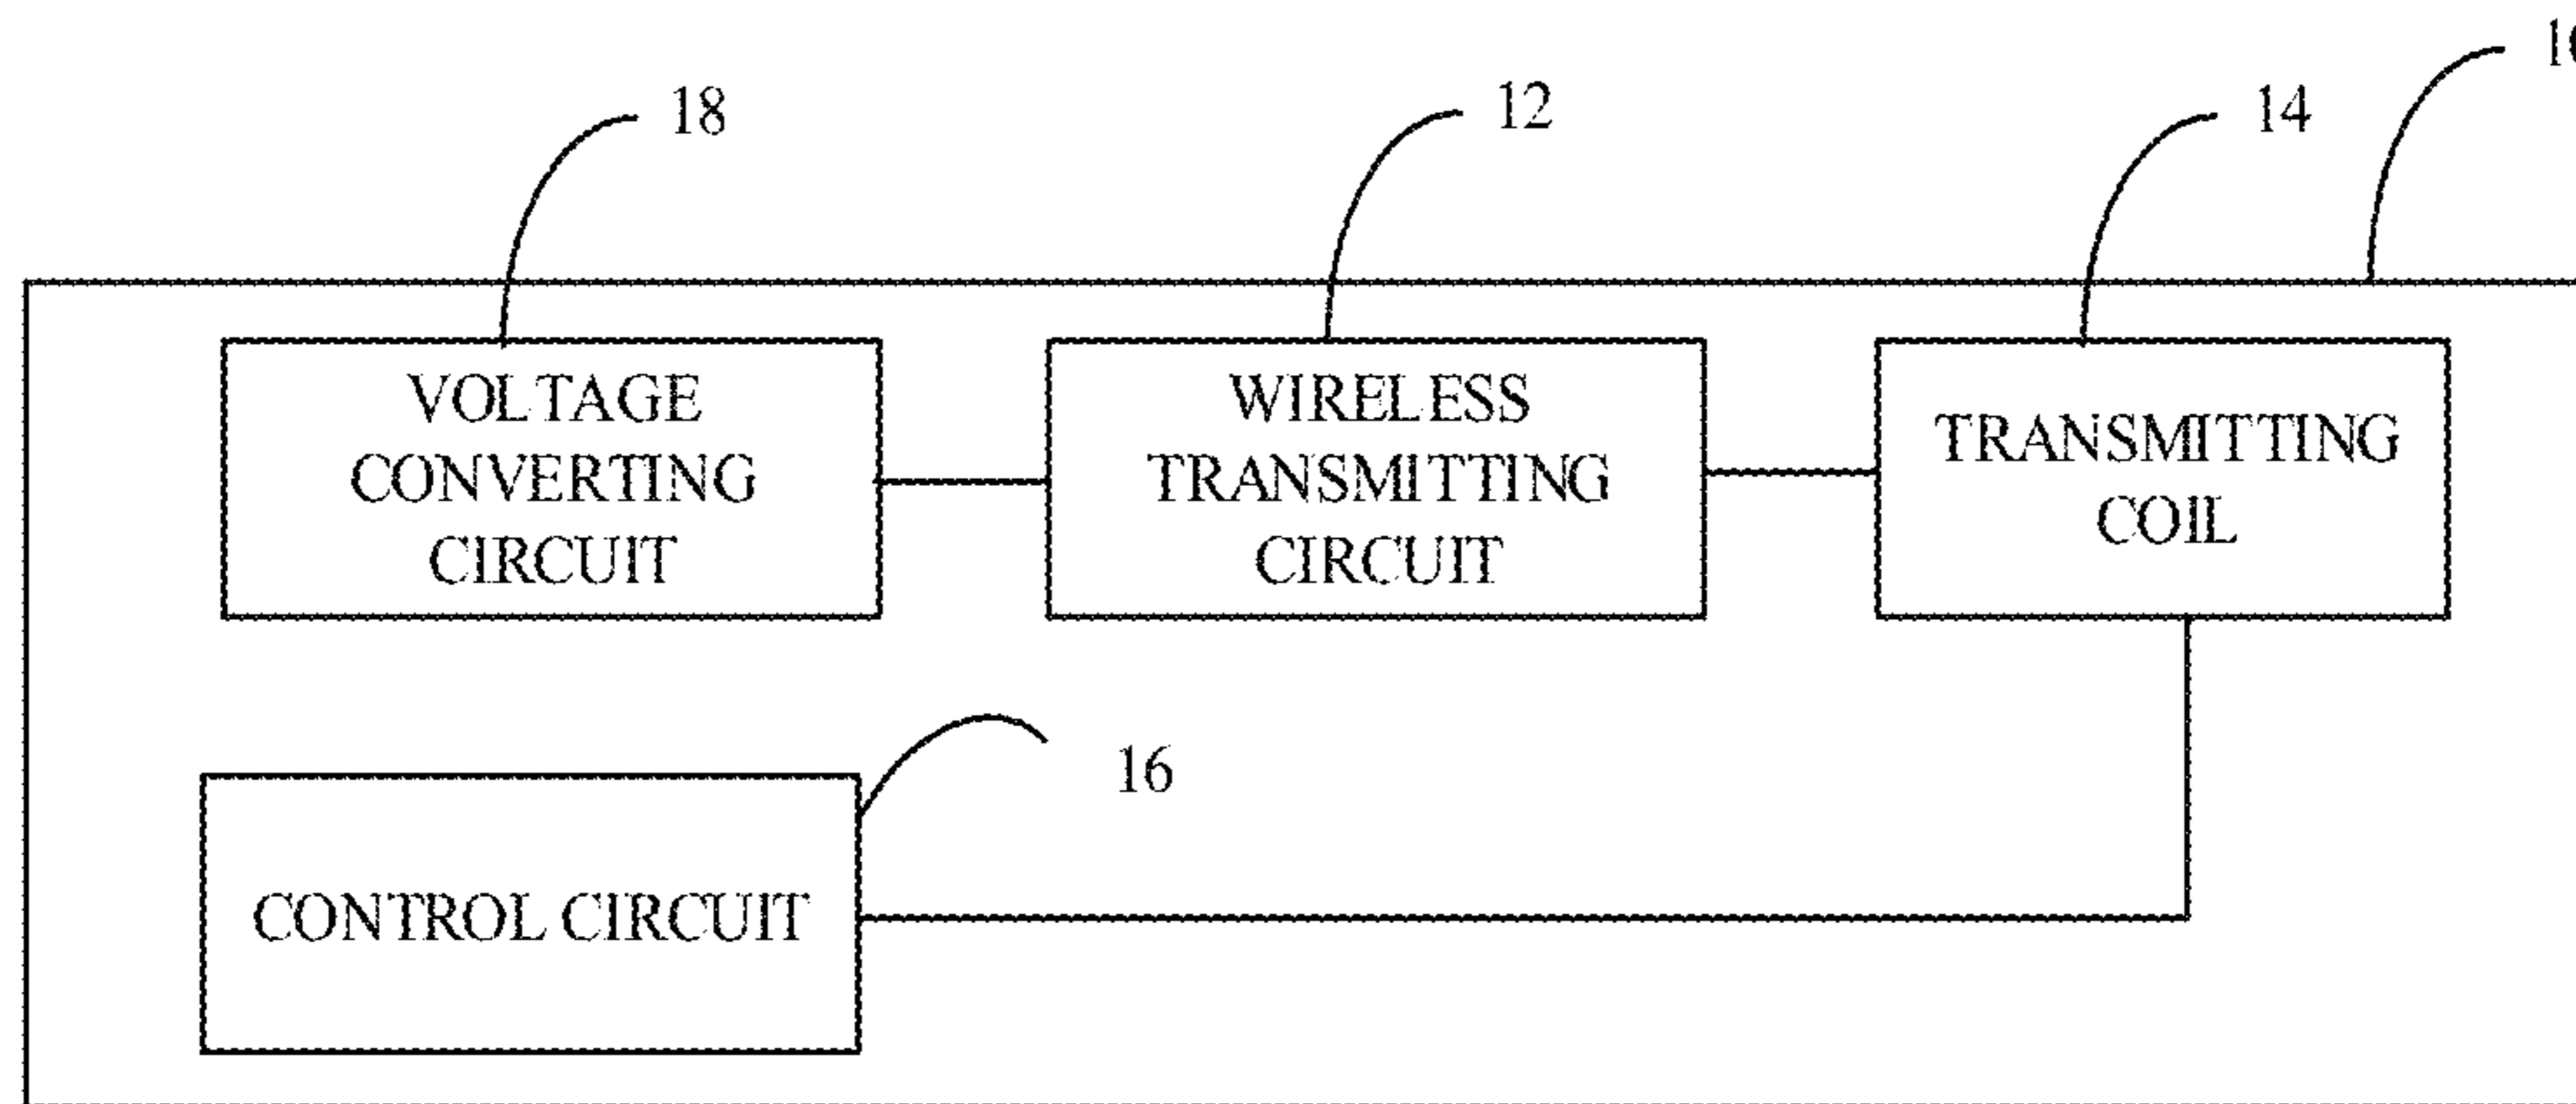 18
12
14
VOLTAGE
CONVERTING
CIRCUIT
WIRELESS
TRANSMITTING
CIRCUIT
TRANSMITTING
COIL
16
CONTROL CIRCUIT